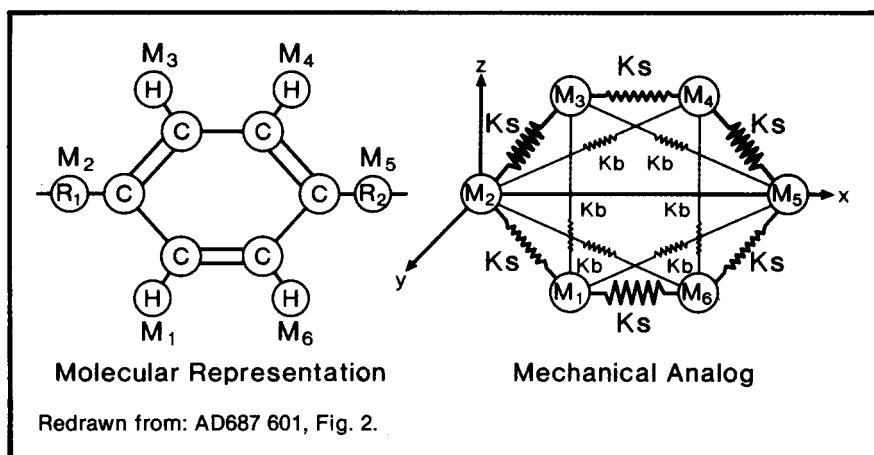 M3 M4
H H
C C
M2 M5
R1 C C R2
C C
H H
M1 M6
Molecular Representation
z
Ks
M3 M4
Ks Ks
Kb Kb
M2 M5 x
Kb Kb
y
Ks Kb Kb Ks
M1 M6
Ks
Mechanical Analog
Redrawn from: AD687 601, Fig. 2.